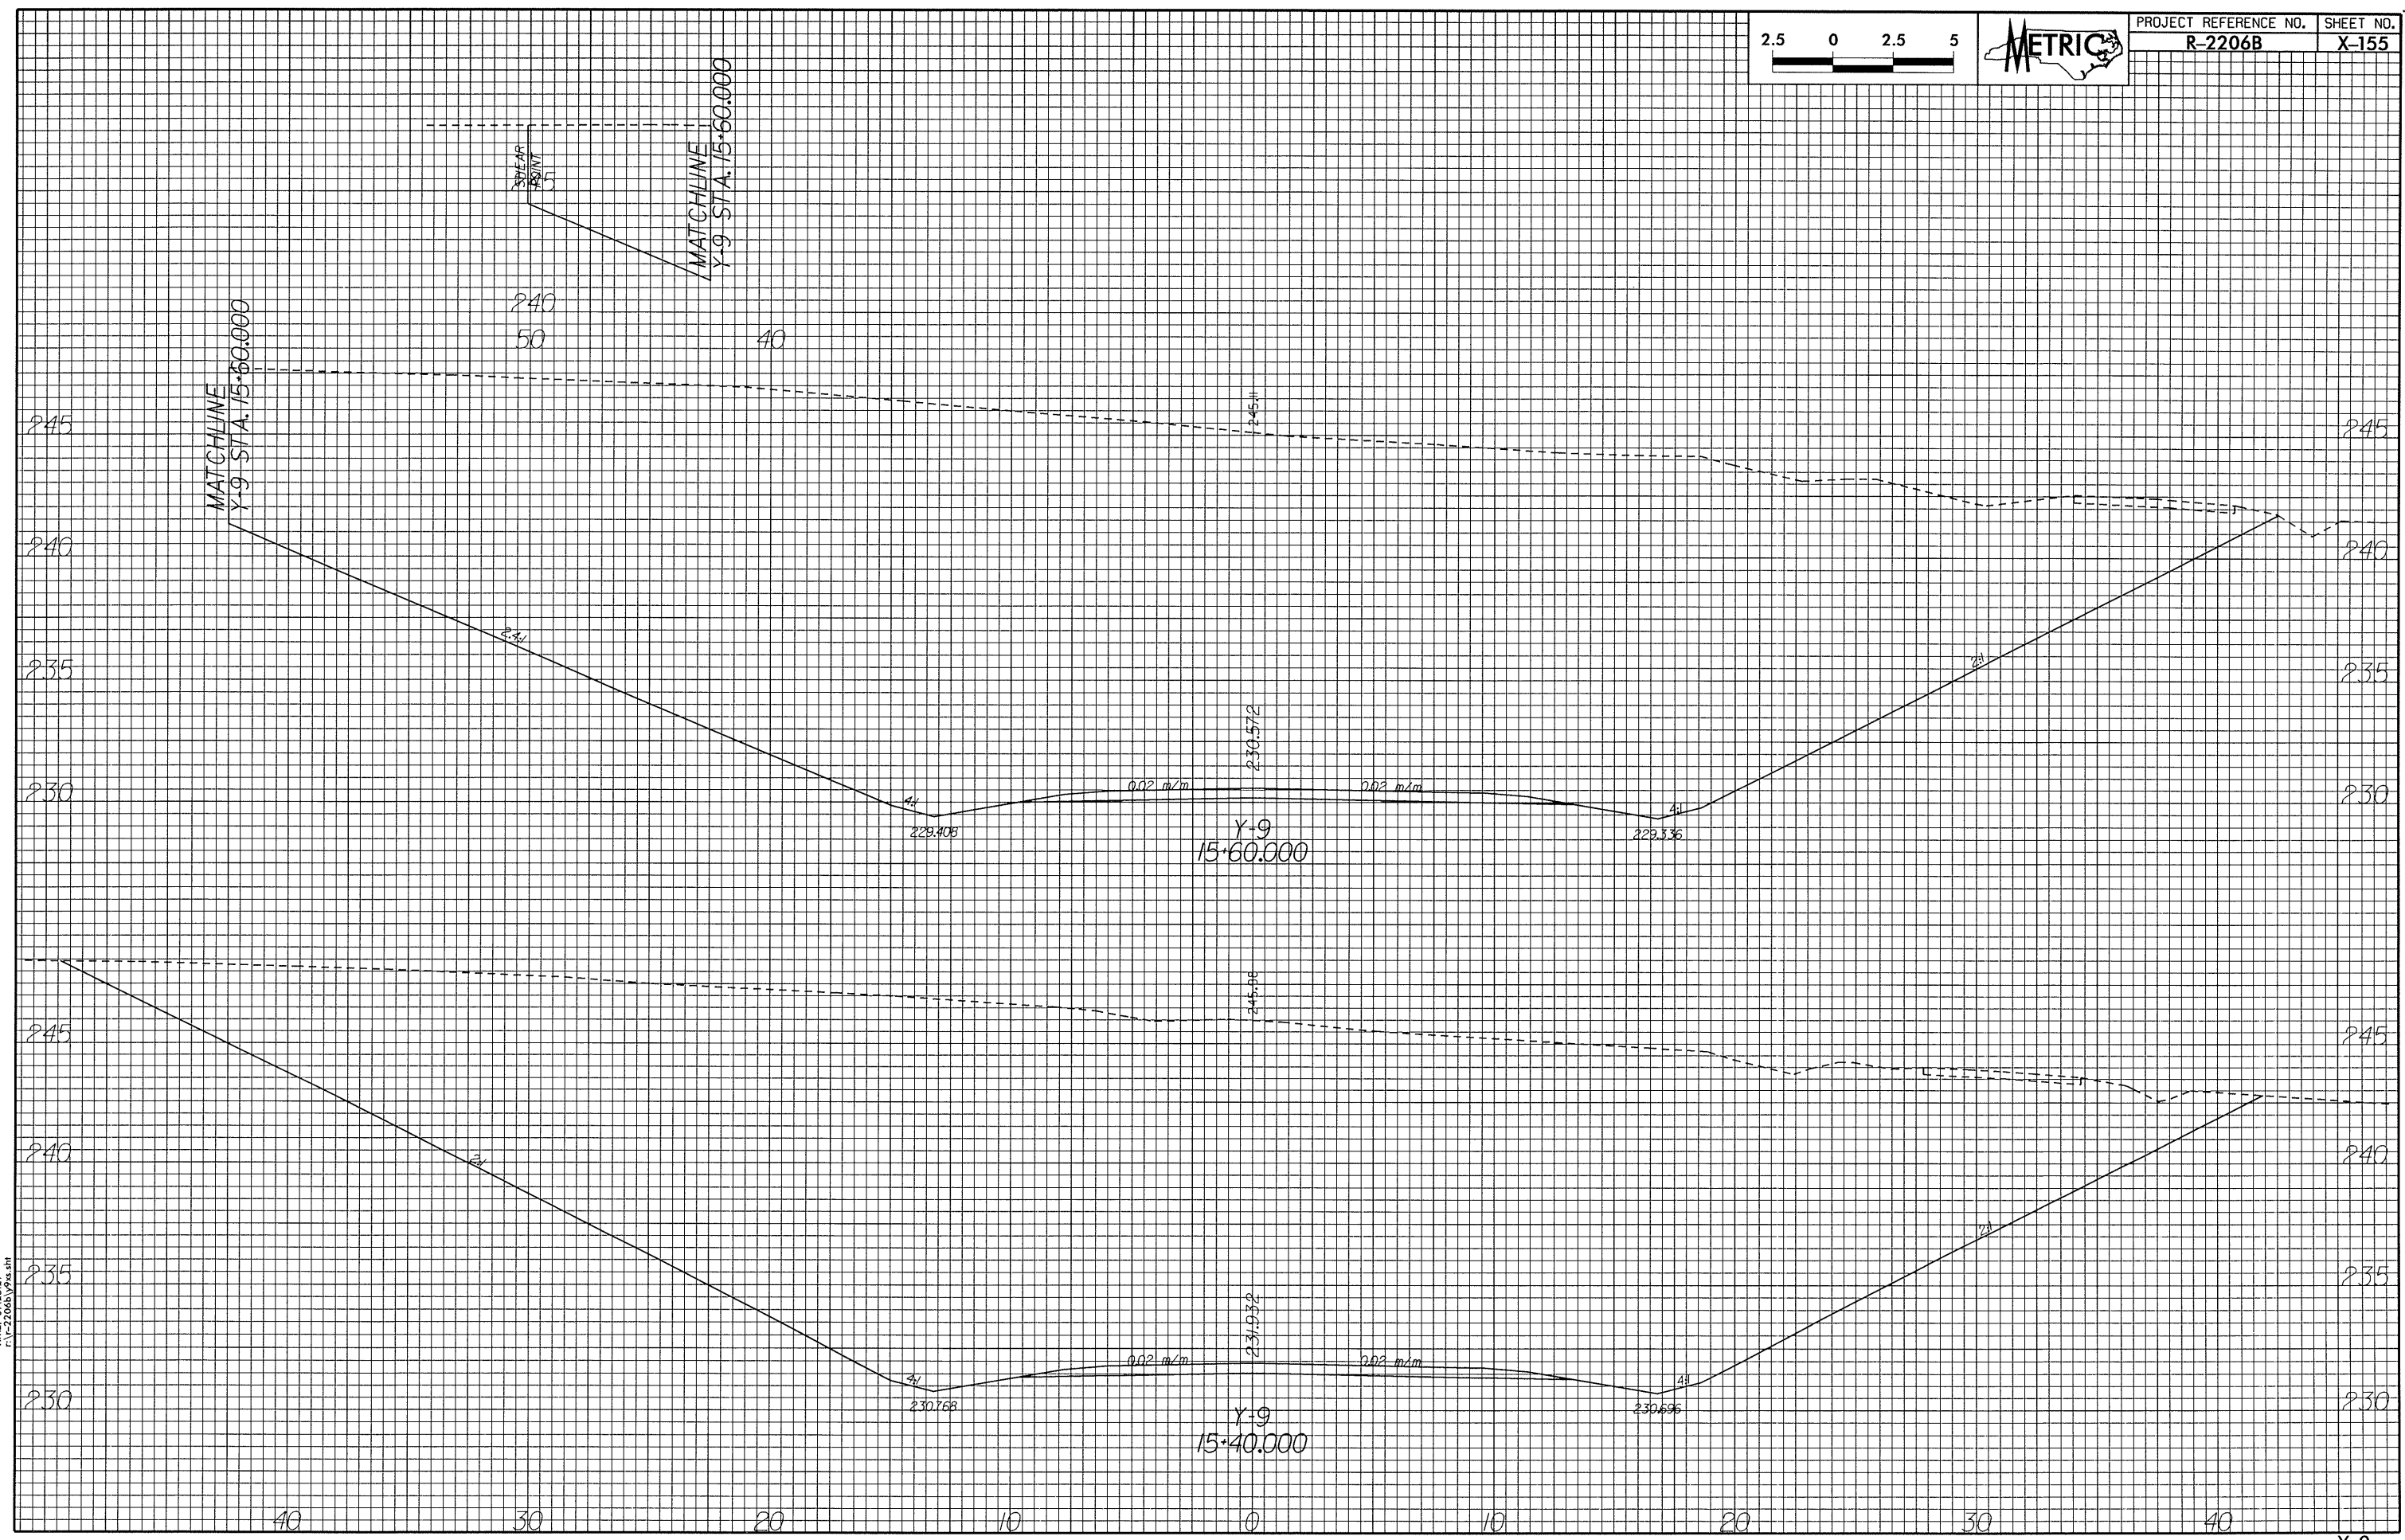 2.5 0 2.5 5
METRIC
PROJECT REFERENCE NO. SHEET NO.
R-2206B X-155
SHEAR
POINT
245
MATCHLINE
Y-9 STA. 15+60.000
240
50 40
MATCHLINE
Y-9 STA. 15+60.000
245.11
245 245
240 240
2.4:1
2:1
235 235
230.572
230 230
0.02 m/m 0.02 m/m
4:1 4:1
229.408 229.336
Y-9
15+60.000
245 245
240 240
2:1
2:1
235 235
231.932
0.02 m/m 0.02 m/m
4:1 4:1
230 230
230.768 230.696
Y-9
15+40.000
40 30 20 10 0 10 20 30 40
r:\r-2206b\y9xs.sht